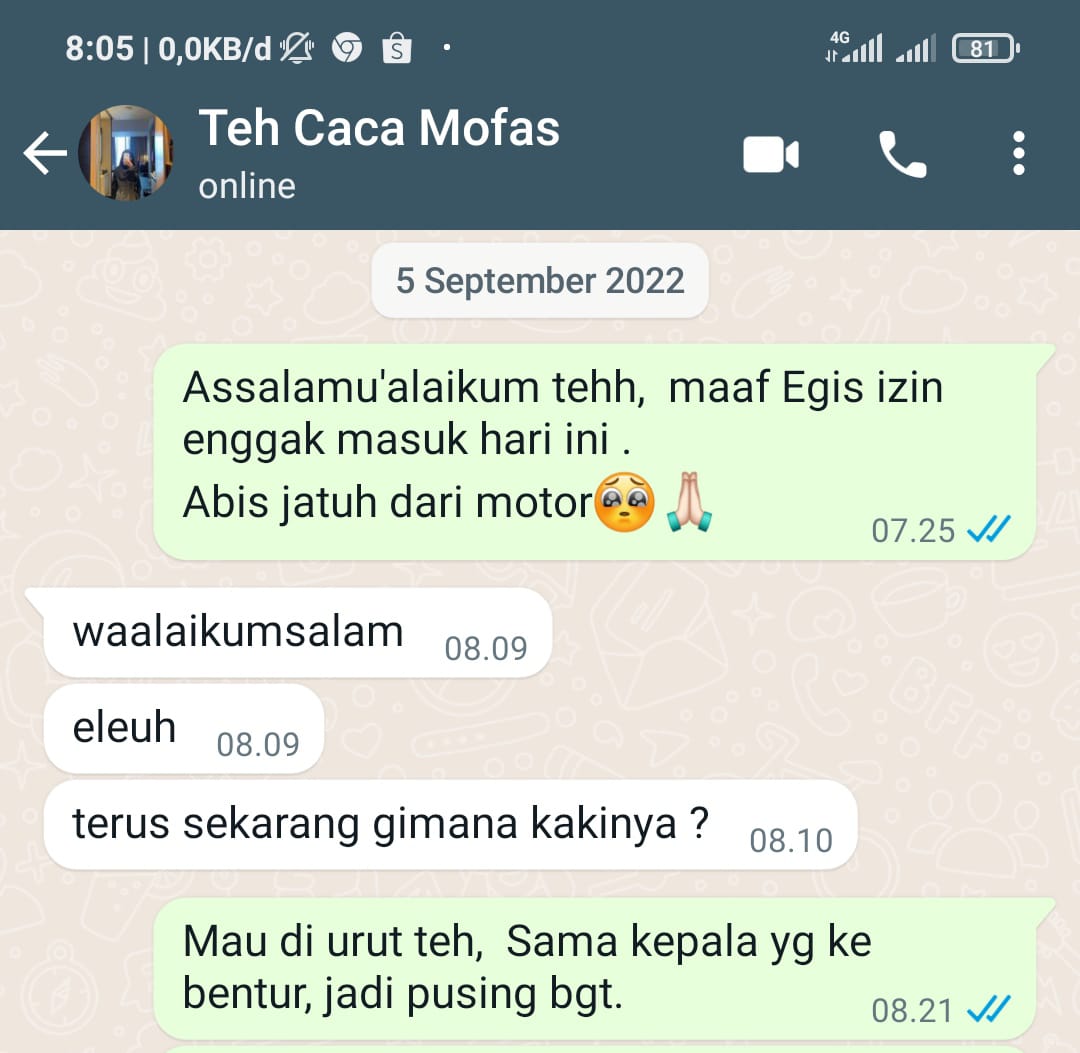 8:05 | 0,0KB/d
4G
81
Teh Caca Mofas
online
5 September 2022
Assalamu'alaikum tehh, maaf Egis izin
enggak masuk hari ini .
Abis jatuh dari motor🥺🙏🏻
07.25
waalaikumsalam 08.09
eleuh 08.09
terus sekarang gimana kakinya ? 08.10
Mau di urut teh, Sama kepala yg ke
bentur, jadi pusing bgt.
08.21